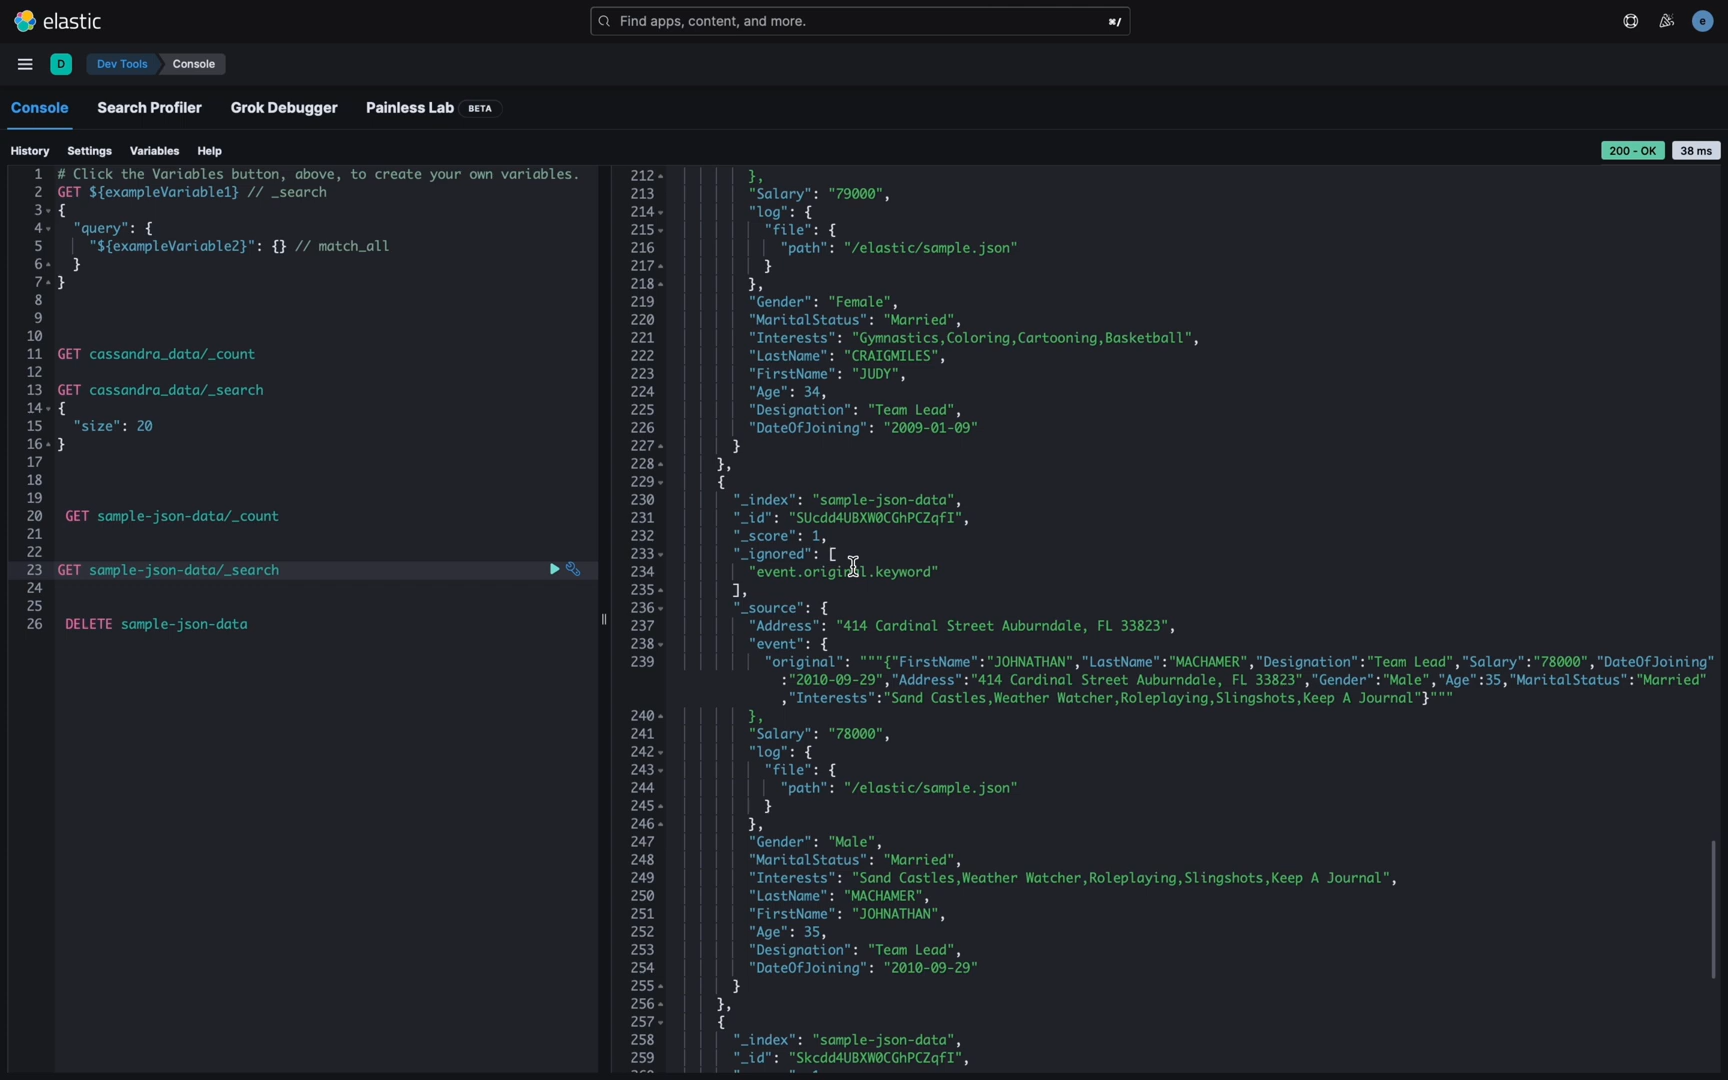 elastic
Find apps, content, and more.
⌘/
e
D
Dev Tools
Console
Console
Search Profiler
Grok Debugger
Painless Lab
BETA
History
Settings
Variables
Help
200 - OK
38 ms
1 # Click the Variables button, above, to create your own variables.
2 GET ${exampleVariable1} // _search
3 {
4 "query": {
5 "${exampleVariable2}": {} // match_all
6 }
7 }
8
9
10
11 GET cassandra_data/_count
12
13 GET cassandra_data/_search
14 {
15 "size": 20
16 }
17
18
19
20 GET sample-json-data/_count
21
22
23 GET sample-json-data/_search
24
25
26 DELETE sample-json-data
212 },
213 "Salary": "79000",
214 "log": {
215 "file": {
216 "path": "/elastic/sample.json"
217 }
218 },
219 "Gender": "Female",
220 "MaritalStatus": "Married",
221 "Interests": "Gymnastics,Coloring,Cartooning,Basketball",
222 "LastName": "CRAIGMILES",
223 "FirstName": "JUDY",
224 "Age": 34,
225 "Designation": "Team Lead",
226 "DateOfJoining": "2009-01-09"
227 }
228 },
229 {
230 "_index": "sample-json-data",
231 "_id": "SUcdd4UBXW0CGhPCZqfI",
232 "_score": 1,
233 "_ignored": [
234 "event.original.keyword"
235 ],
236 "_source": {
237 "Address": "414 Cardinal Street Auburndale, FL 33823",
238 "event": {
239 "original": """{"FirstName":"JOHNATHAN","LastName":"MACHAMER","Designation":"Team Lead","Salary":"78000","DateOfJoining"
:"2010-09-29","Address":"414 Cardinal Street Auburndale, FL 33823","Gender":"Male","Age":35,"MaritalStatus":"Married"
,"Interests":"Sand Castles,Weather Watcher,Roleplaying,Slingshots,Keep A Journal"}"""
240 },
241 "Salary": "78000",
242 "log": {
243 "file": {
244 "path": "/elastic/sample.json"
245 }
246 },
247 "Gender": "Male",
248 "MaritalStatus": "Married",
249 "Interests": "Sand Castles,Weather Watcher,Roleplaying,Slingshots,Keep A Journal",
250 "LastName": "MACHAMER",
251 "FirstName": "JOHNATHAN",
252 "Age": 35,
253 "Designation": "Team Lead",
254 "DateOfJoining": "2010-09-29"
255 }
256 },
257 {
258 "_index": "sample-json-data",
259 "_id": "Skcdd4UBXW0CGhPCZqfI",